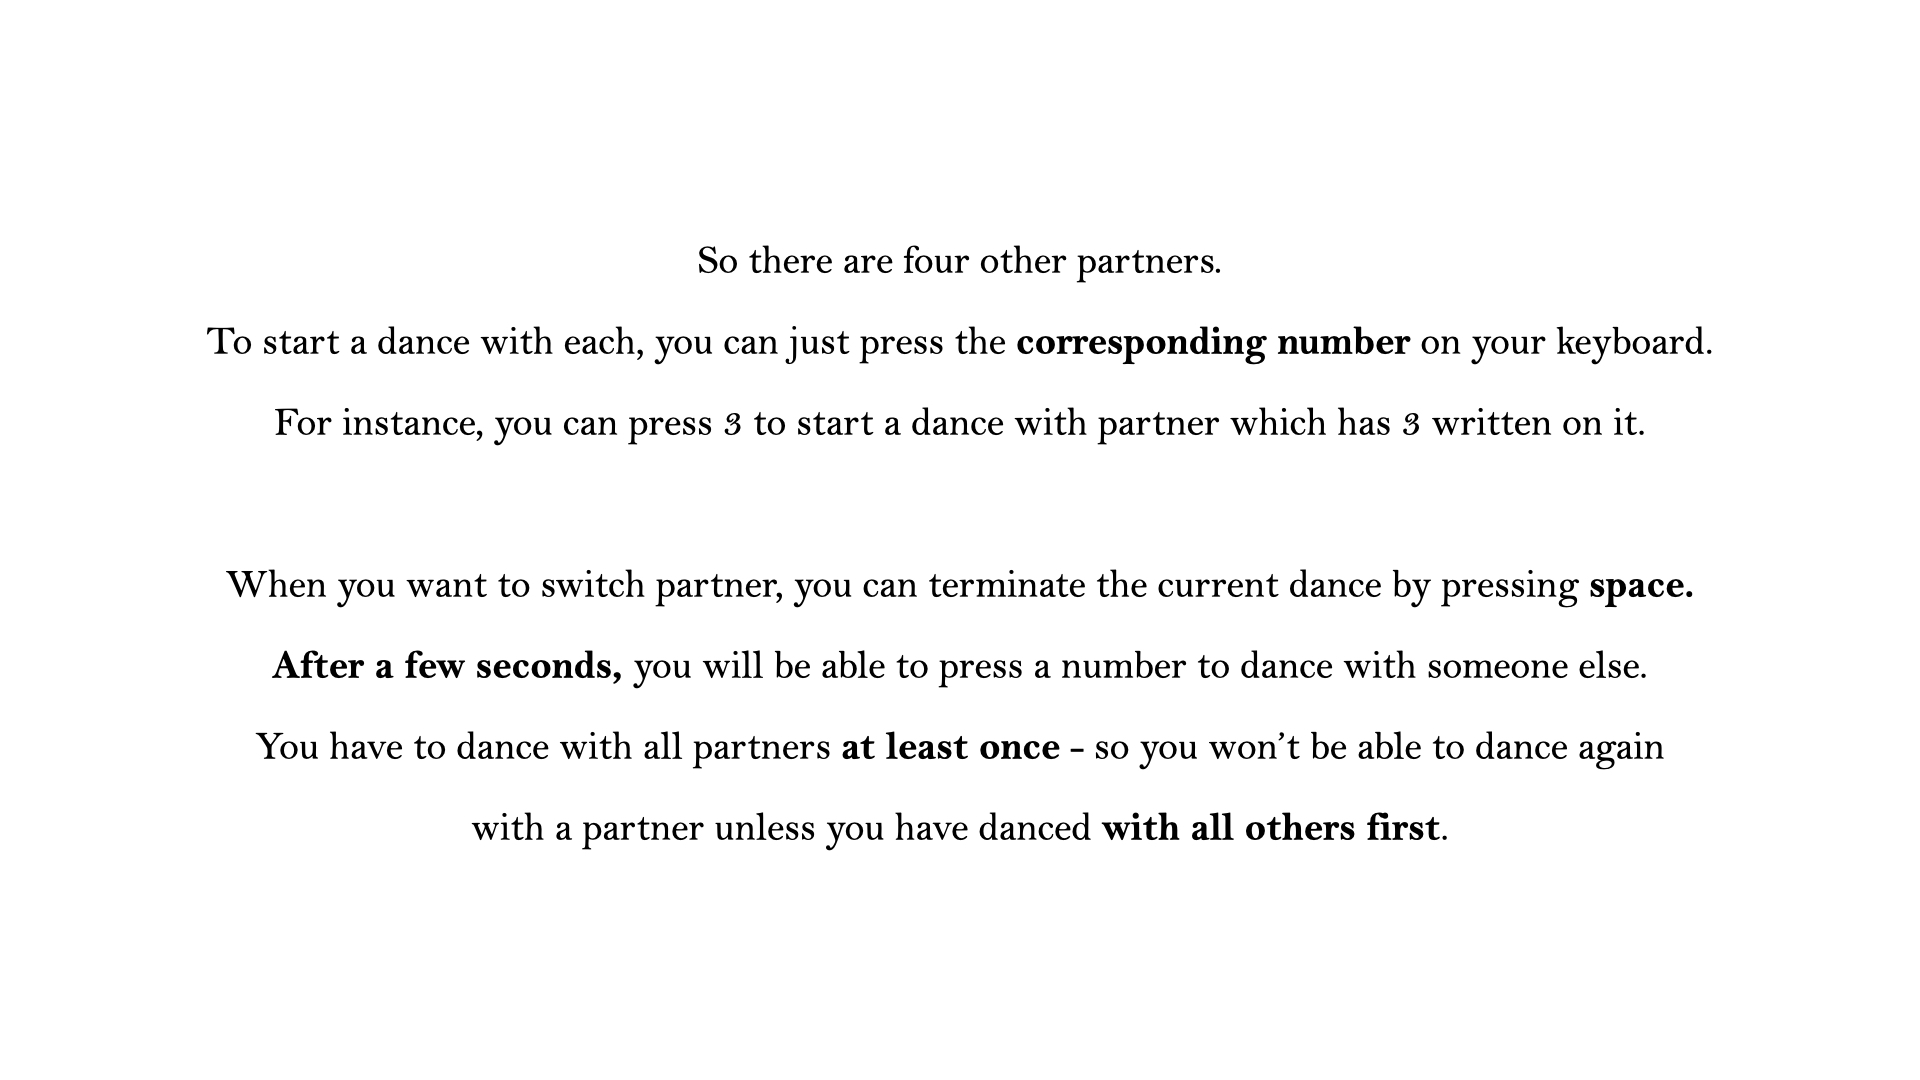 So there are four other partners.
To start a dance with each, you can just press the corresponding number on your keyboard.
For instance, you can press 3 to start a dance with partner which has 3 written on it.
When you want to switch partner, you can terminate the current dance by pressing space.
After a few seconds, you will be able to press a number to dance with someone else.
You have to dance with all partners at least once – so you won’t be able to dance again
with a partner unless you have danced with all others first.